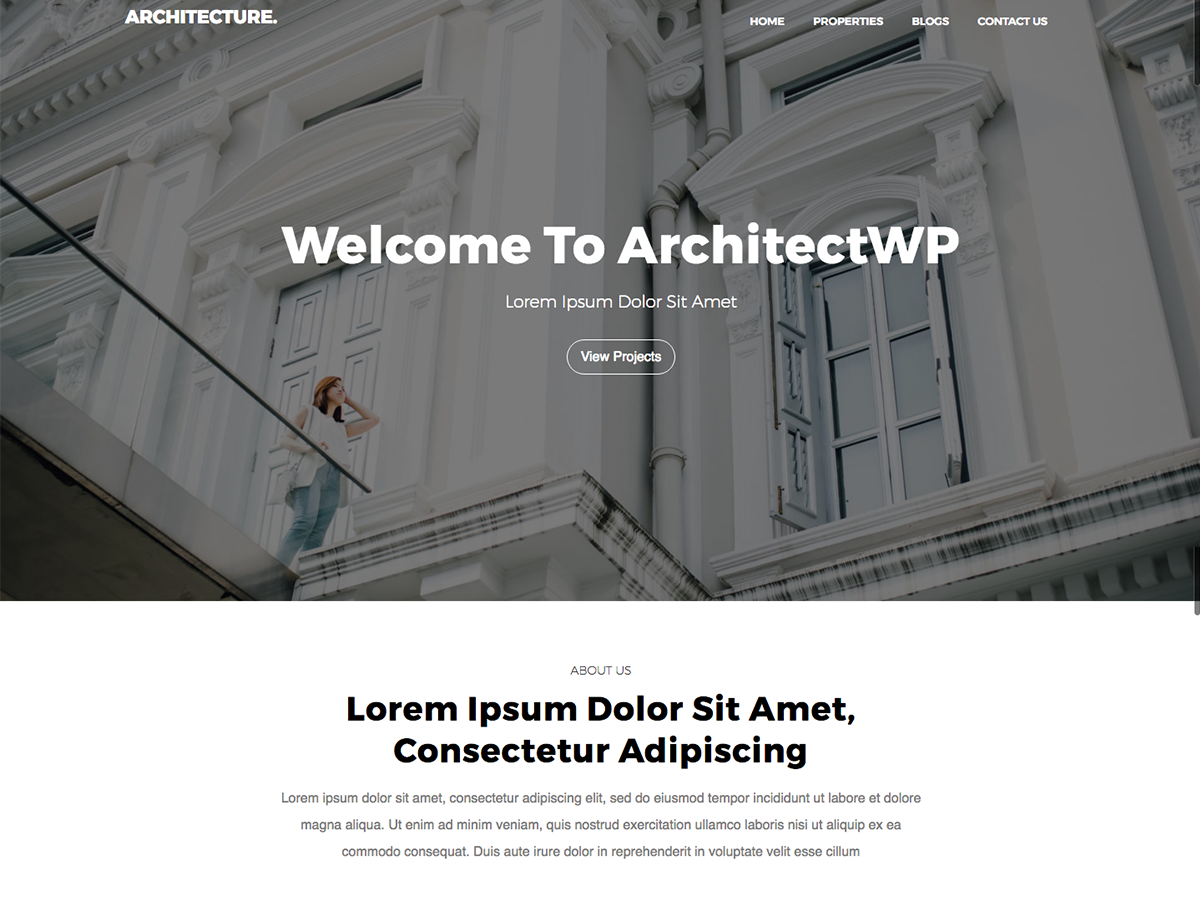 ARCHITECTURE.
HOME PROPERTIES BLOGS CONTACT US
Welcome To ArchitectWP
Lorem Ipsum Dolor Sit Amet
View Projects
ABOUT US
Lorem Ipsum Dolor Sit Amet,
Consectetur Adipiscing
Lorem ipsum dolor sit amet, consectetur adipiscing elit, sed do eiusmod tempor incididunt ut labore et dolore
magna aliqua. Ut enim ad minim veniam, quis nostrud exercitation ullamco laboris nisi ut aliquip ex ea
commodo consequat. Duis aute irure dolor in reprehenderit in voluptate velit esse cillum